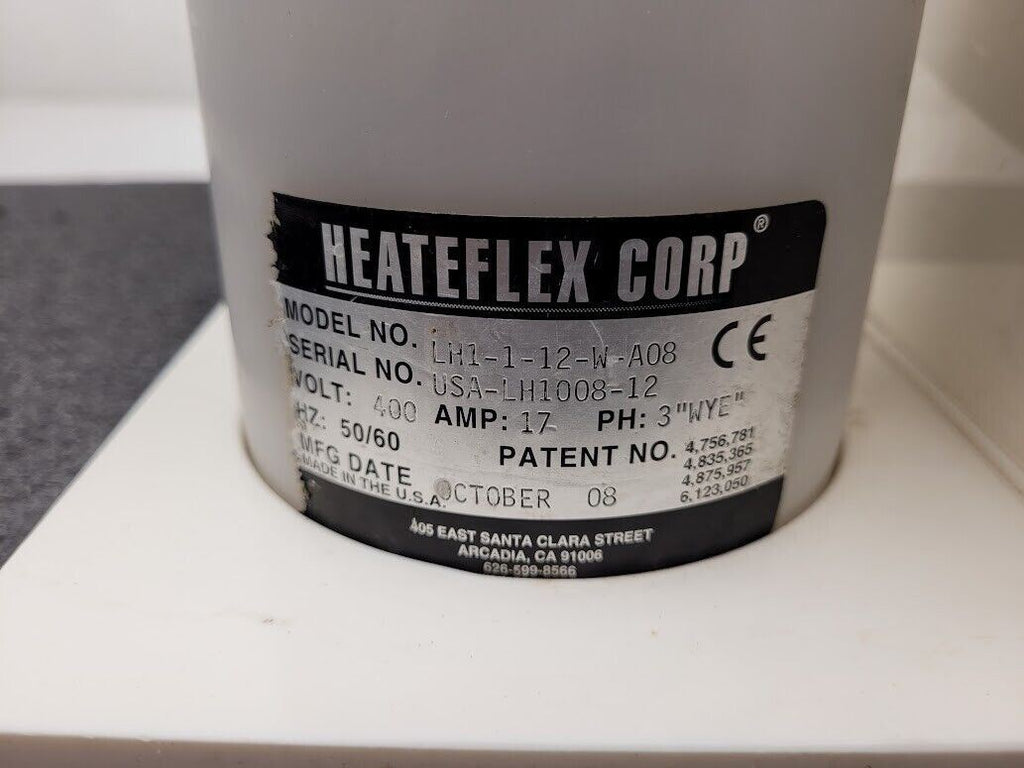 HEATEFLEX CORP®
MODEL NO. LH1-1-12-W-A08 CE
SERIAL NO. USA-LH1008-12
VOLT: 400 AMP: 17 PH: 3"WYE"
HZ: 50/60 PATENT NO. 4,756,781
4,835,365
4,875,957
6,123,050
MFG DATE OCTOBER 08
MADE IN THE U.S.A.
405 EAST SANTA CLARA STREET
ARCADIA, CA 91006
626-599-8566